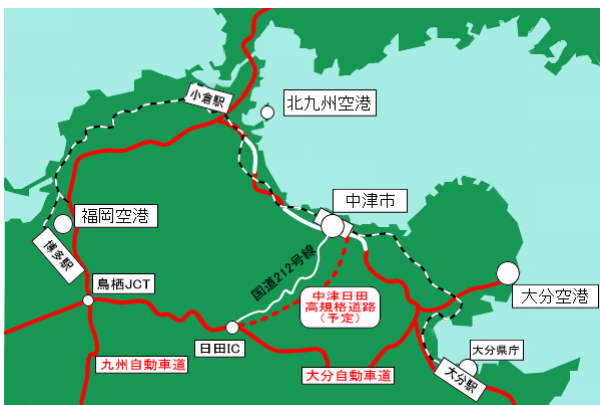 小倉駅
北九州空港
中津市
福岡空港
博多駅
国道212号線
鳥栖JCT
中津日田
高規格道路
(予定)
大分空港
日田IC
大分県庁
九州自動車道
大分自動車道
大分駅